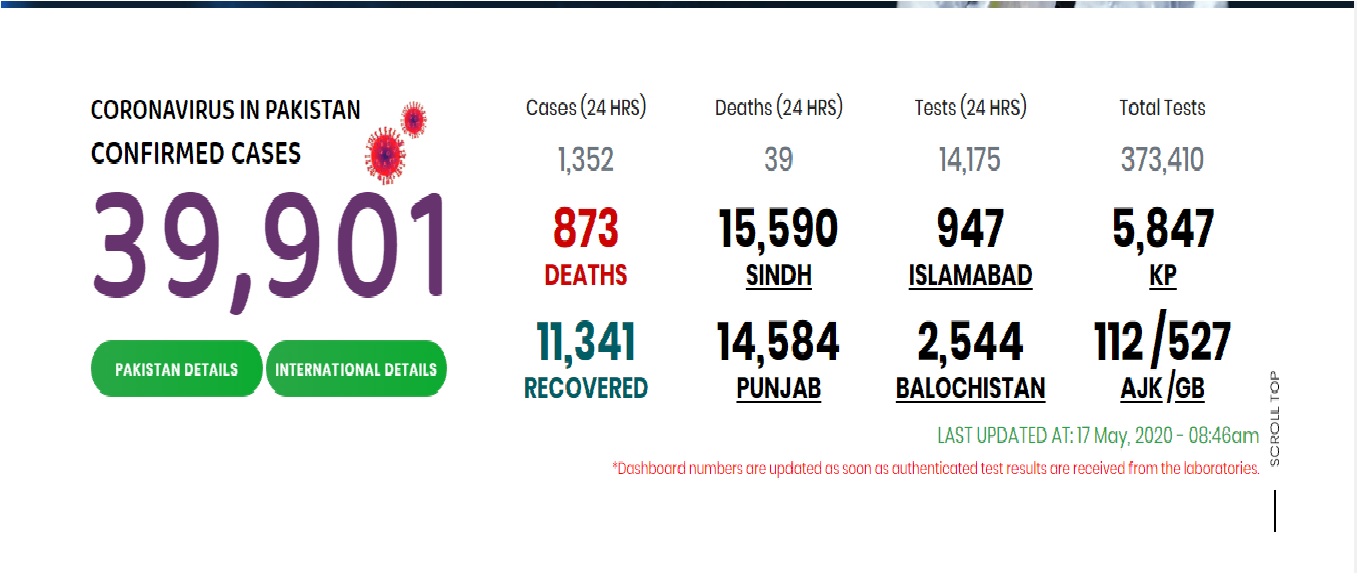 CORONAVIRUS IN PAKISTAN
CONFIRMED CASES
39,901
PAKISTAN DETAILS
INTERNATIONAL DETAILS
Cases (24 HRS) Deaths (24 HRS) Tests (24 HRS) Total Tests
1,352 39 14,175 373,410
873 15,590 947 5,847
DEATHS SINDH ISLAMABAD KP
11,341 14,584 2,544 112 /527
RECOVERED PUNJAB BALOCHISTAN AJK /GB
LAST UPDATED AT: 17 May, 2020 - 08:46am
*Dashboard numbers are updated as soon as authenticated test results are received from the laboratories.
SCROLL TOP